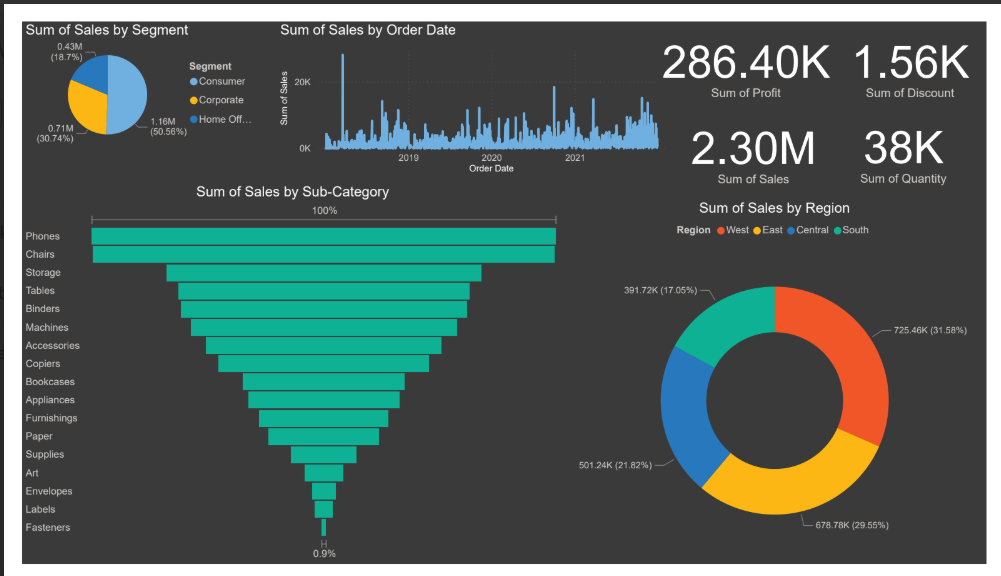 Sum of Sales by Segment
0.43M
(18.7%)
0.71M
(30.74%)
1.16M
(50.56%)
Segment
Consumer
Corporate
Home Off...
Sum of Sales by Order Date
Sum of Sales
20K
0K
2019 2020 2021
Order Date
286.40K
Sum of Profit
1.56K
Sum of Discount
2.30M
Sum of Sales
38K
Sum of Quantity
Sum of Sales by Sub-Category
100%
Phones
Chairs
Storage
Tables
Binders
Machines
Accessories
Copiers
Bookcases
Appliances
Furnishings
Paper
Supplies
Art
Envelopes
Labels
Fasteners
0.9%
Sum of Sales by Region
Region West East Central South
391.72K (17.05%)
725.46K (31.58%)
501.24K (21.82%)
678.78K (29.55%)